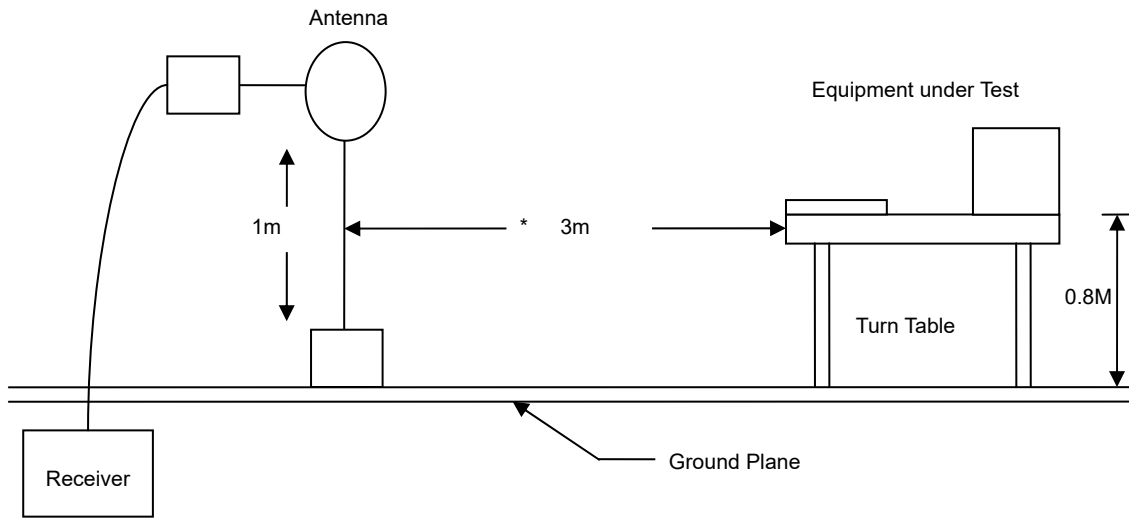 Antenna
Equipment under Test
1m
* 3m
0.8M
Turn Table
Ground Plane
Receiver